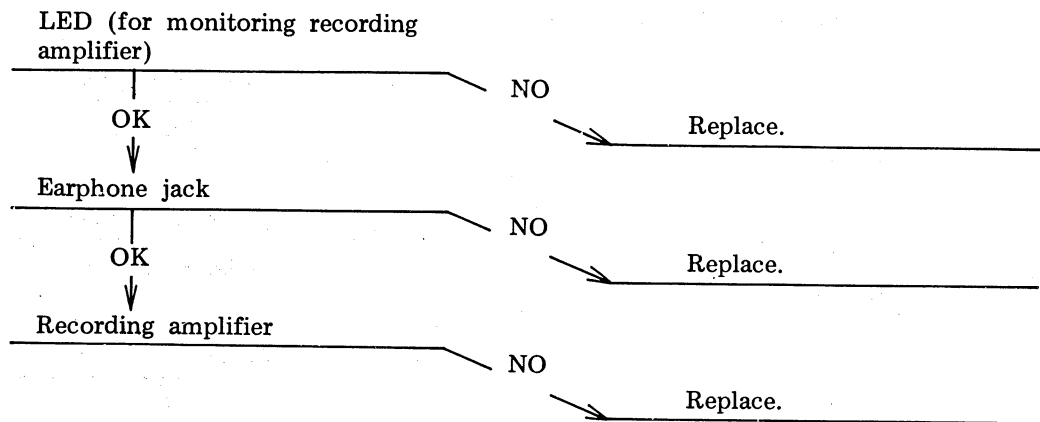 LED (for monitoring recording
amplifier)
NO
OK
Replace.
Earphone jack
NO
OK
Replace.
Recording amplifier
NO
Replace.